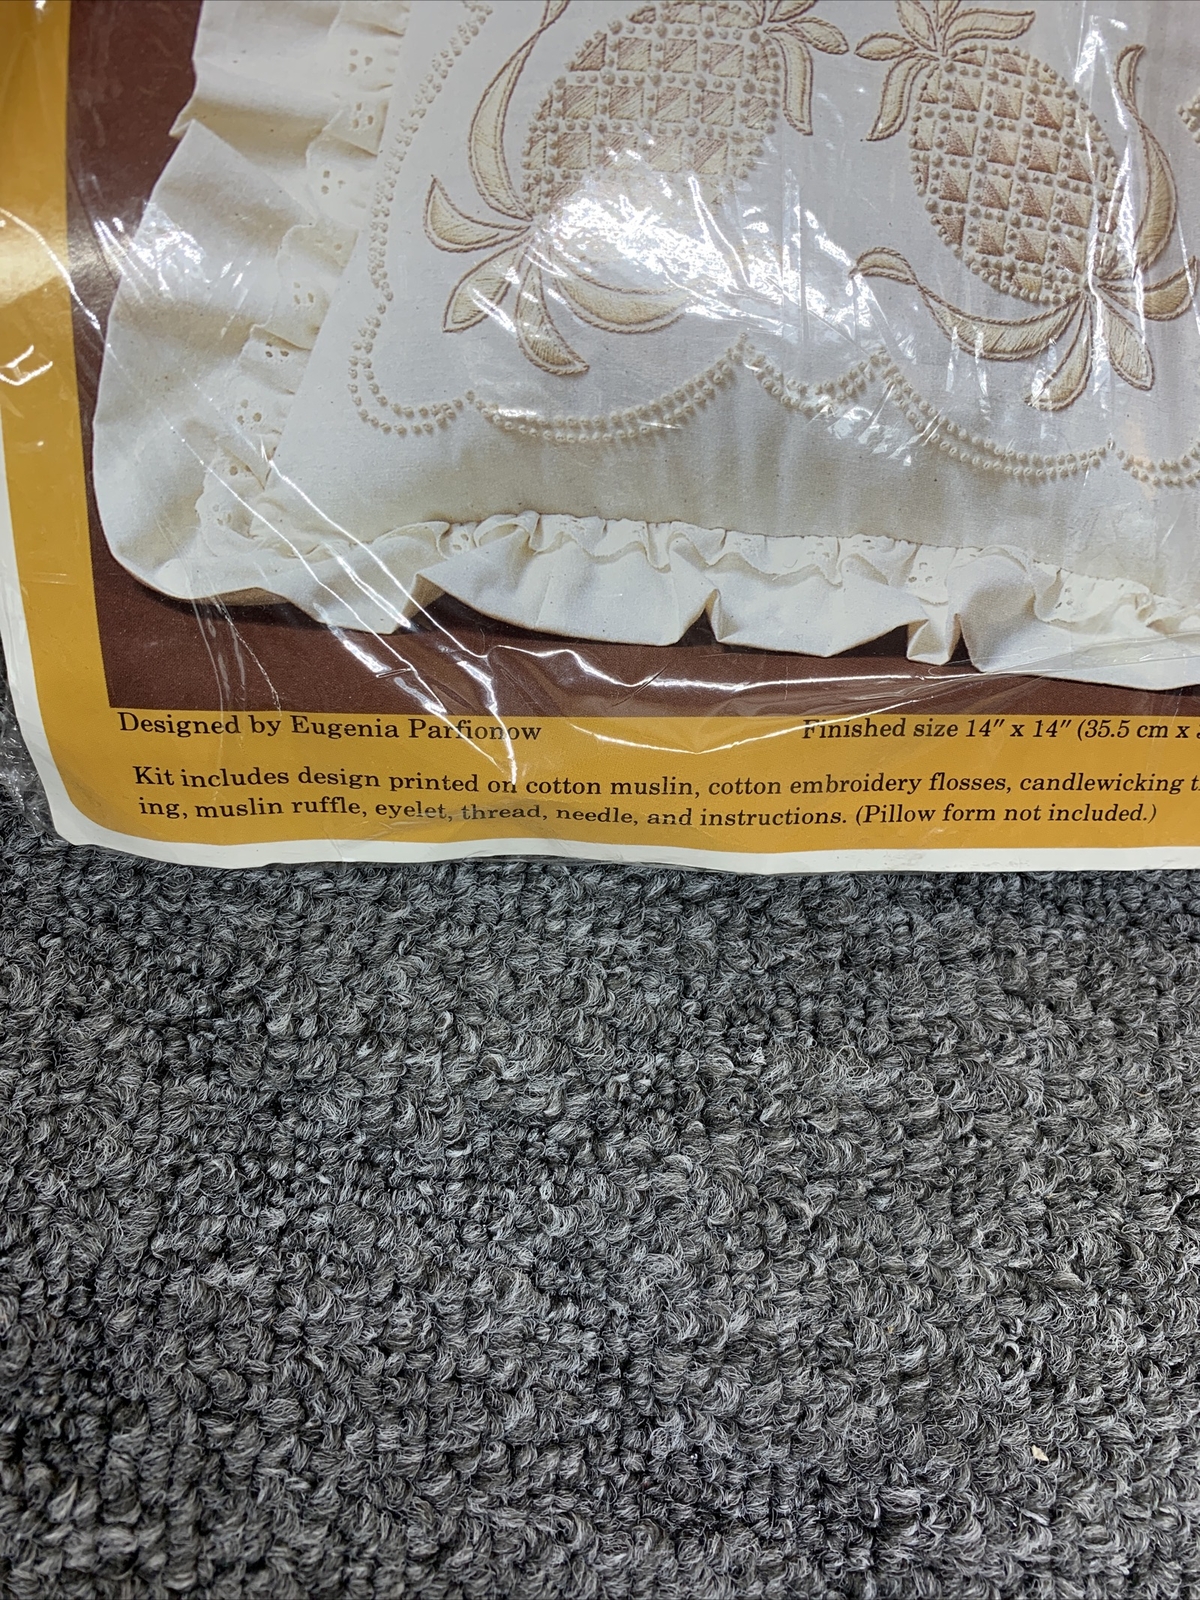 Designed by Eugenia Parfionow
Finished size 14" x 14" (35.5 cm x
Kit includes design printed on cotton muslin, cotton embroidery flosses, candlewicking
ing, muslin ruffle, eyelet, thread, needle, and instructions. (Pillow form not included.)